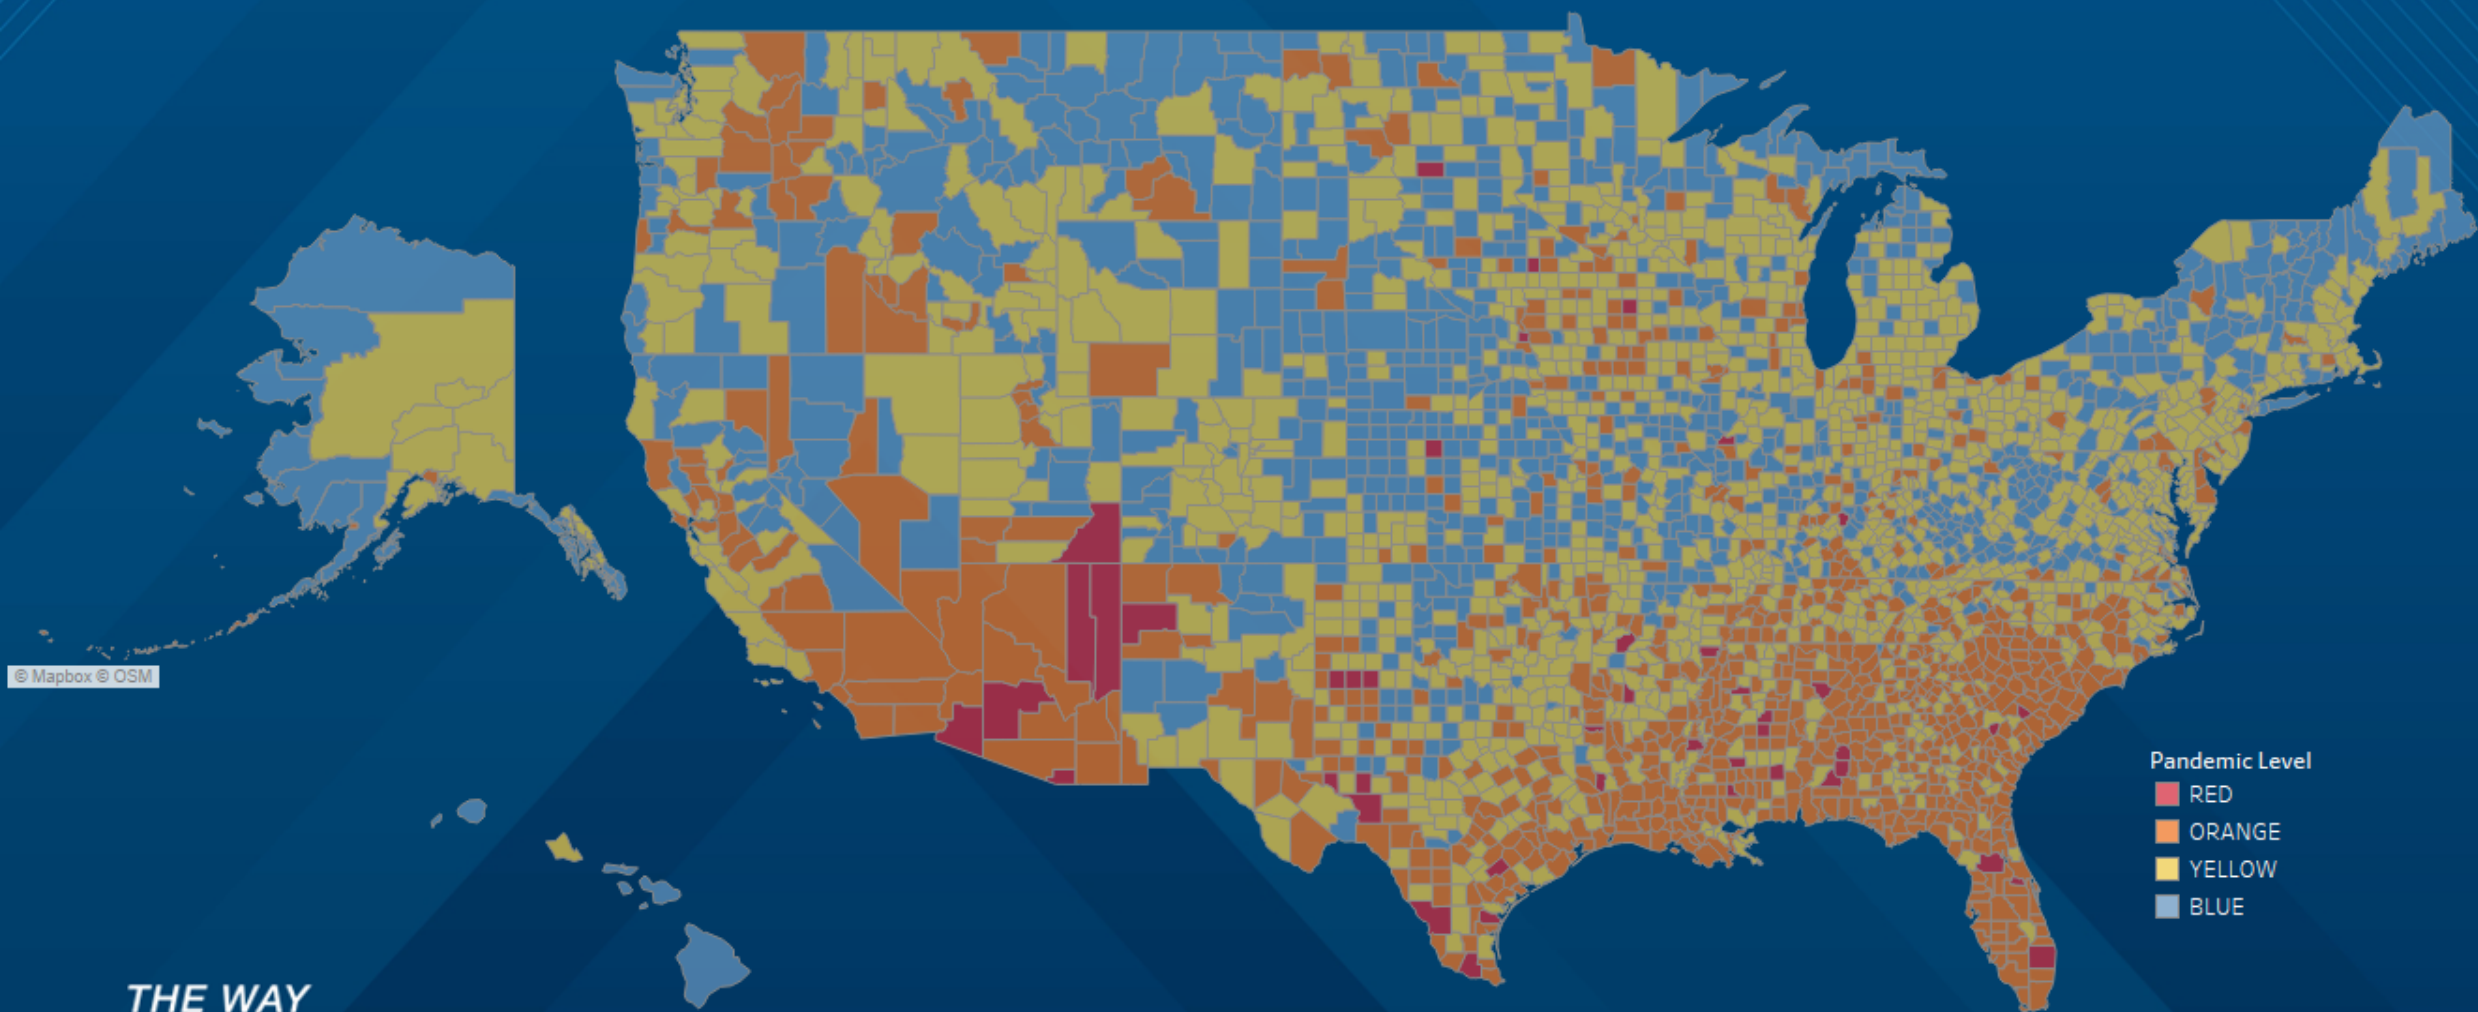 © Mapbox © OSM
Pandemic Level
RED
ORANGE
YELLOW
BLUE
THE WAY